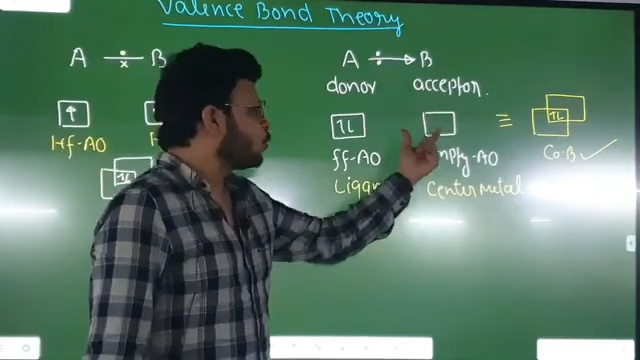 Valence Bond Theory
A B
A B
donor acceptor.
Hf-AO
ff-AO mpty-AO Co-B
Ligan Center Metal